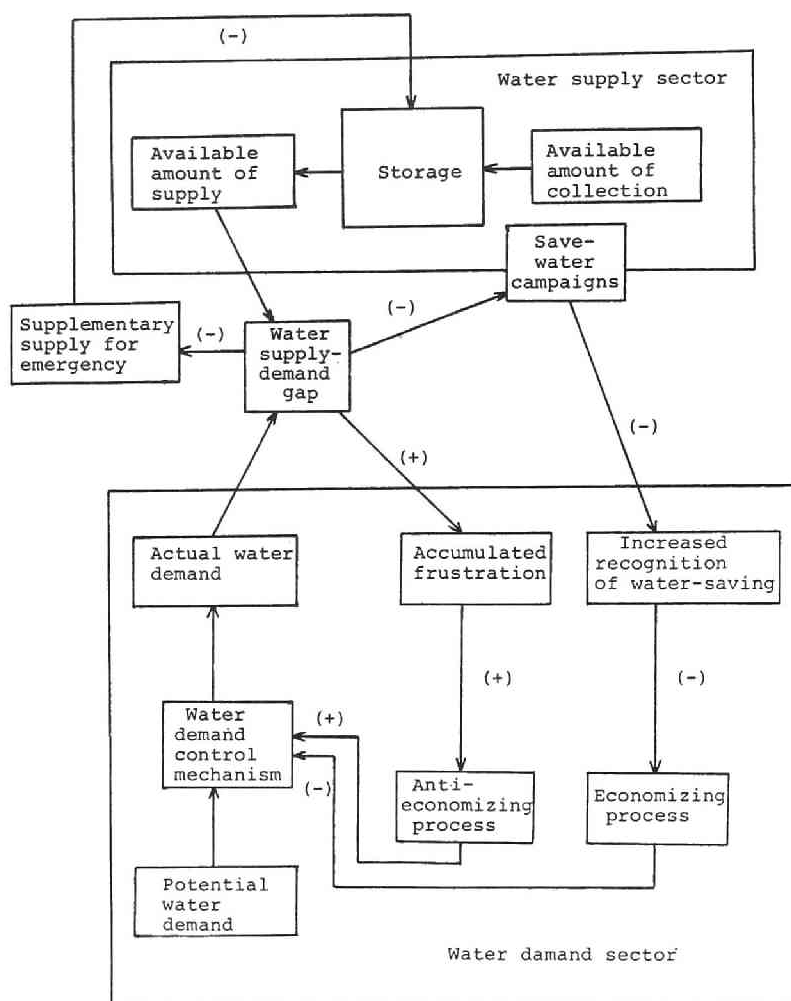 (-)
Water supply sector
Available
amount of
supply
Storage
Available
amount of
collection
Save-
water
campaigns
Supplementary
supply for
emergency
(-)
Water
supply-
demand
gap
(-)
(+)
(-)
Actual water
demand
Accumulated
frustration
Increased
recognition
of water-saving
(+)
(-)
Water
demand
control
mechanism
(+)
(-)
Anti-
economizing
process
Economizing
process
Potential
water
demand
Water damand sector